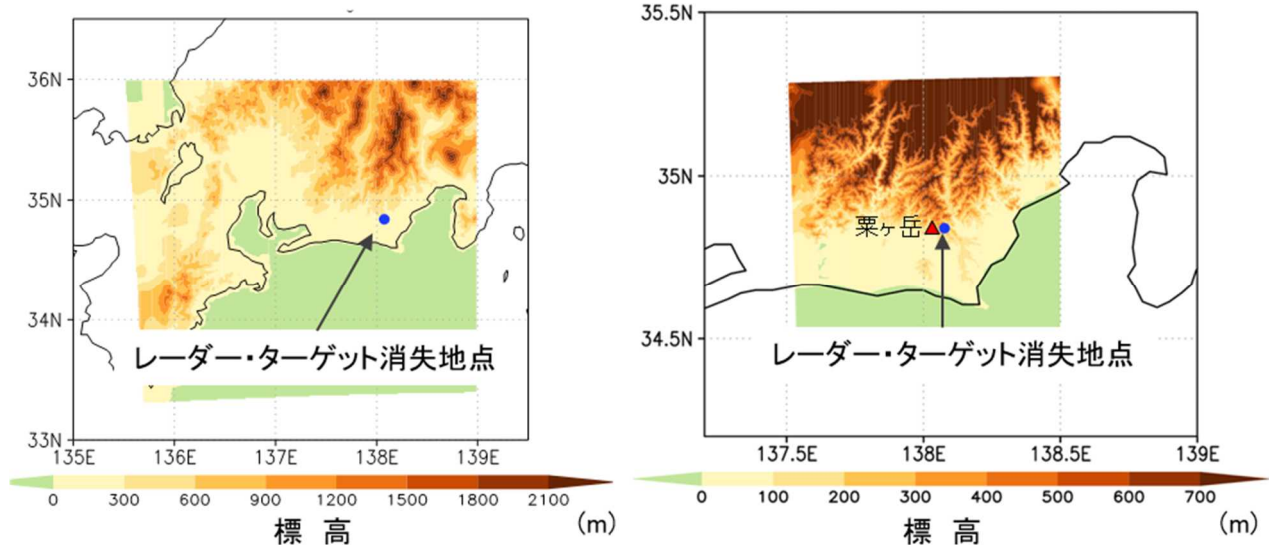 36N
35N
34N
33N
135E 136E 137E 138E 139E
レーダー・ターゲット消失地点
0 300 600 900 1200 1500 1800 2100
標 高
(m)
35.5N
35N
34.5N
137.5E 138E 138.5E 139E
粟ヶ岳
レーダー・ターゲット消失地点
0 100 200 300 400 500 600 700
標 高
(m)